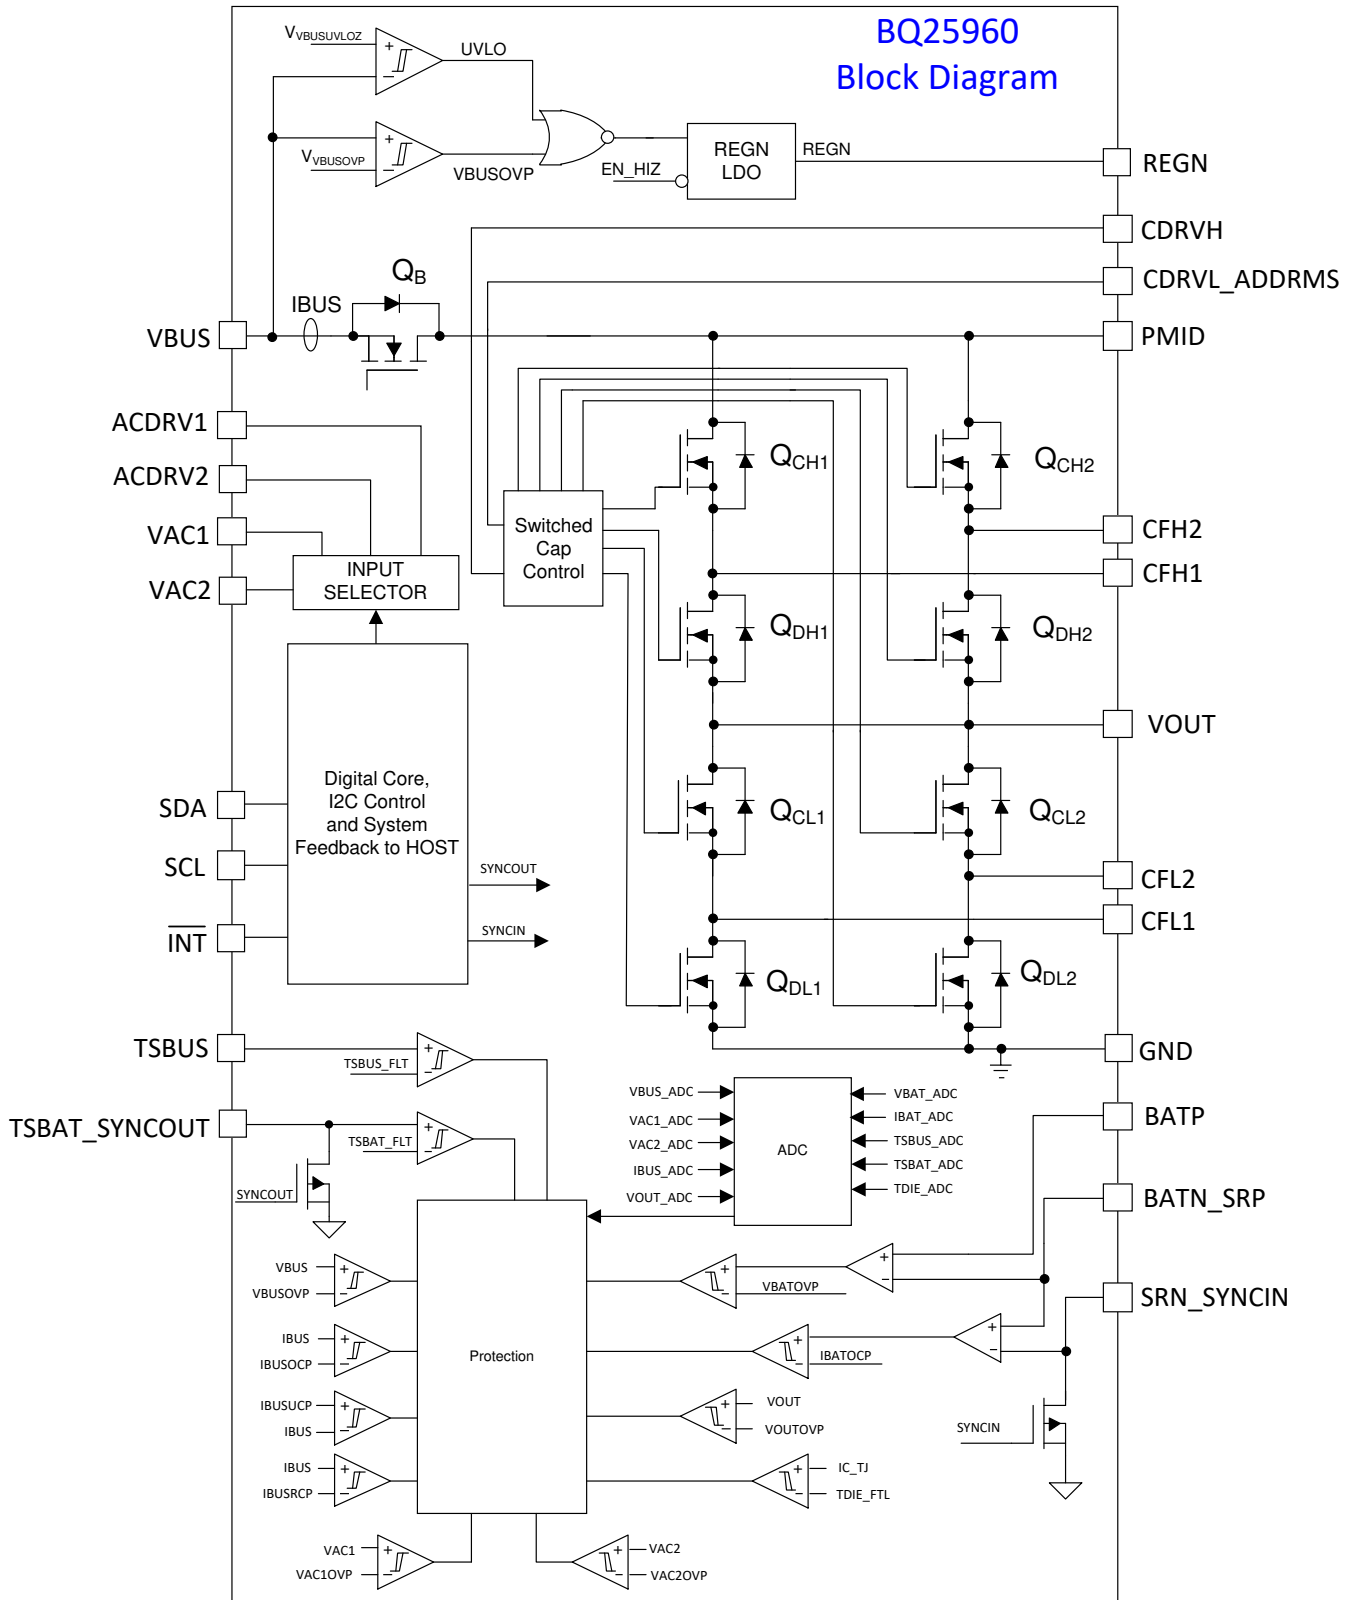 BQ25960
Block Diagram
VVBUSUVLOZ
UVLO
VVBUSOVP
VBUSOVP
EN_HIZ
REGN
LDO
REGN
REGN
CDRVH
CDRVL_ADDRMS
QB
IBUS
VBUS
PMID
ACDRV1
ACDRV2
VAC1
VAC2
INPUT
SELECTOR
Switched
Cap
Control
QCH1
QCH2
CFH2
CFH1
QDH1
QDH2
VOUT
Digital Core,
I2C Control
and System
Feedback to HOST
SDA
SCL
INT
SYNCOUT
SYNCIN
QCL1
QCL2
CFL2
CFL1
QDL1
QDL2
GND
TSBUS
TSBUS_FLT
TSBAT_SYNCOUT
TSBAT_FLT
SYNCOUT
VBUS_ADC
VAC1_ADC
VAC2_ADC
IBUS_ADC
VOUT_ADC
ADC
VBAT_ADC
IBAT_ADC
TSBUS_ADC
TSBAT_ADC
TDIE_ADC
BATP
BATN_SRP
SRN_SYNCIN
VBUS
VBUSOVP
IBUS
IBUSOCP
IBUSUCP
IBUS
IBUS
IBUSRCP
Protection
VBATOVP
IBATOCP
VOUT
VOUTOVP
IC_TJ
TDIE_FTL
SYNCIN
VAC1
VAC1OVP
VAC2
VAC2OVP